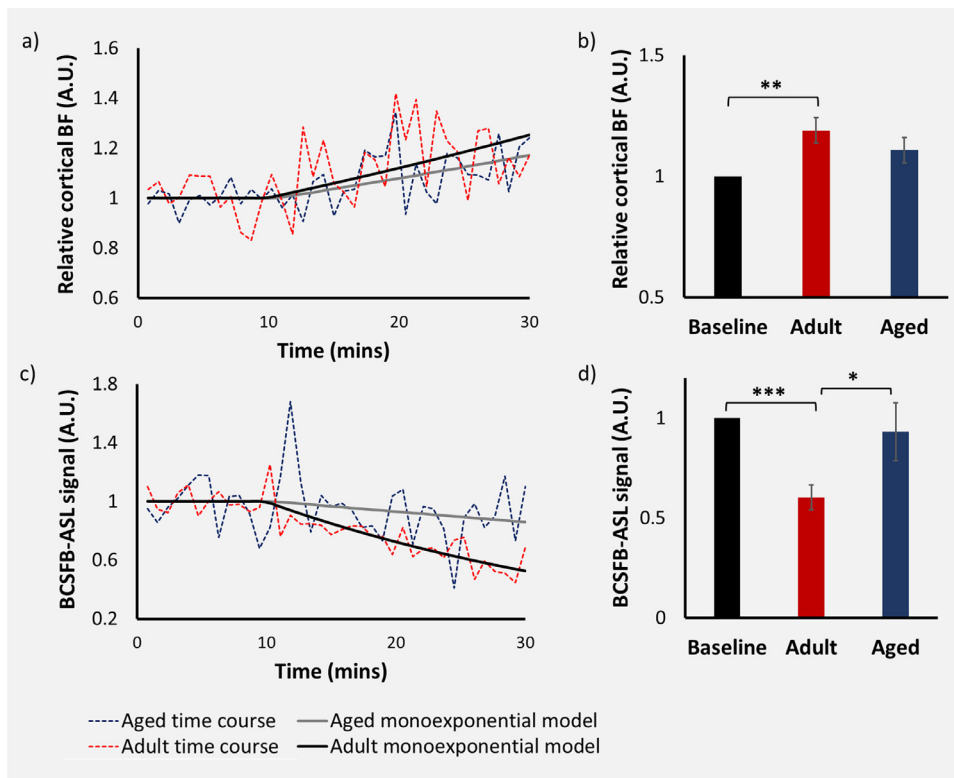 a)
Relative cortical BF (A.U.)
1.6
1.4
1.2
1
0.8
0.6
0
10
20
30
Time (mins)
b)
Relative cortical BF (A.U.)
1.5
1
0.5
**
Baseline
Adult
Aged
c)
BCSFB-ASL signal (A.U.)
1.8
1.4
1
0.6
0.2
0
10
20
30
Time (mins)
d)
BCSFB-ASL signal (A.U.)
1
0.5
0
***
*
Baseline
Adult
Aged
Aged time course
Aged monoexponential model
Adult time course
Adult monoexponential model